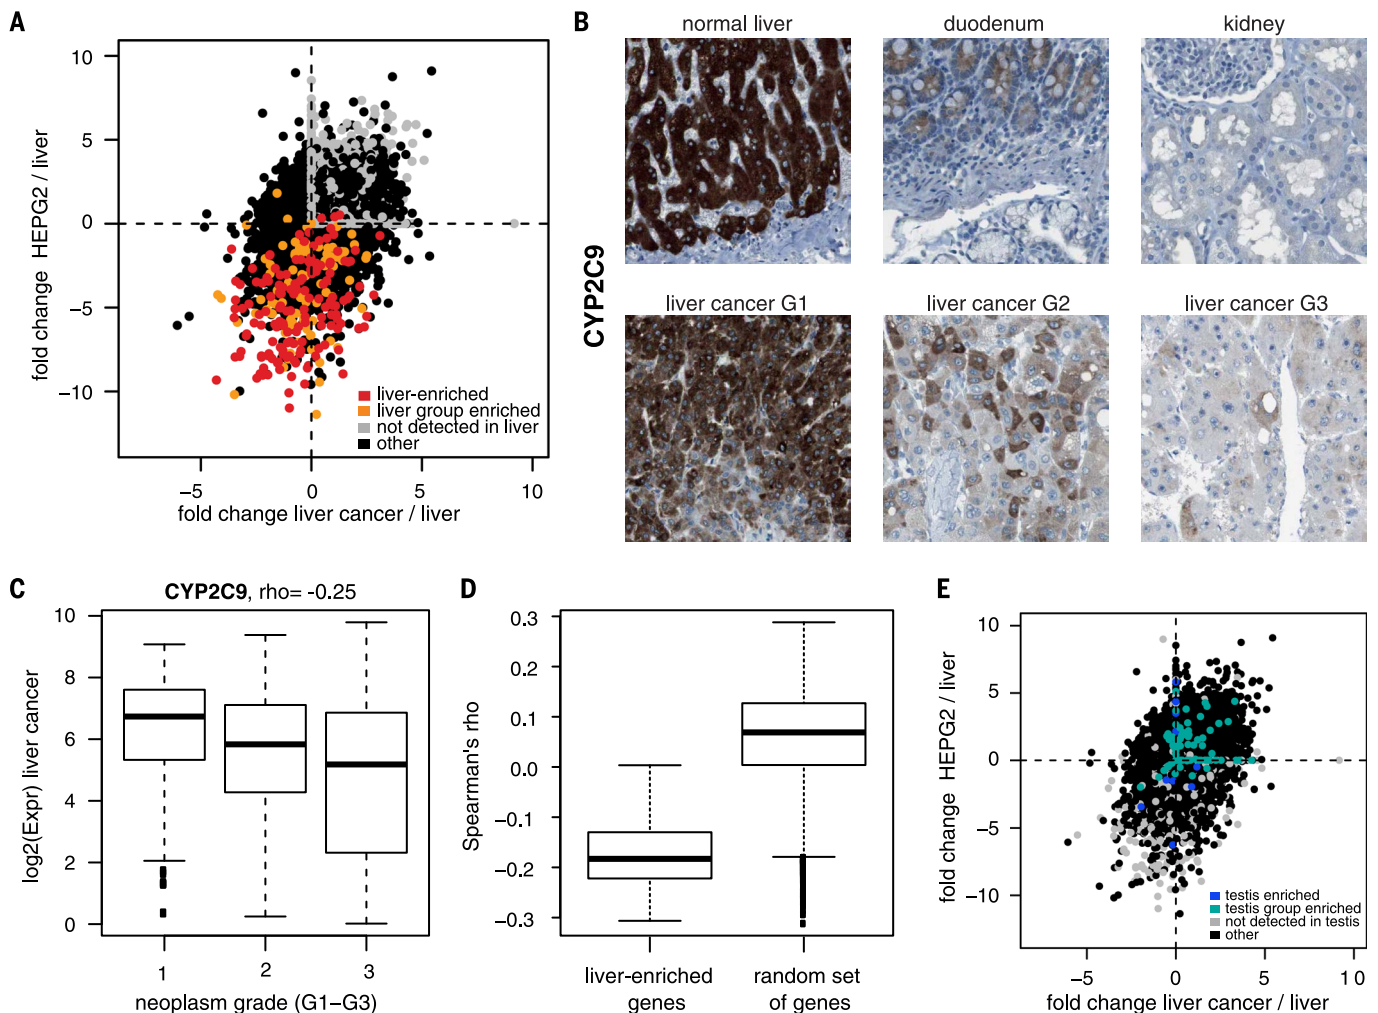 A
fold change HEPG2 / liver
10
5
0
−5
−10
liver-enriched
liver group enriched
not detected in liver
other
−5
0
5
10
fold change liver cancer / liver
B
CYP2C9
normal liver
duodenum
kidney
liver cancer G1
liver cancer G2
liver cancer G3
C
CYP2C9, rho= -0.25
log2(Expr) liver cancer
10
8
6
4
2
0
1
2
3
neoplasm grade (G1−G3)
D
Spearman's rho
0.3
0.2
0.1
0.0
−0.1
−0.2
−0.3
liver-enriched
genes
random set
of genes
E
fold change HEPG2 / liver
10
5
0
−5
−10
testis enriched
testis group enriched
not detected in testis
other
−5
0
5
10
fold change liver cancer / liver